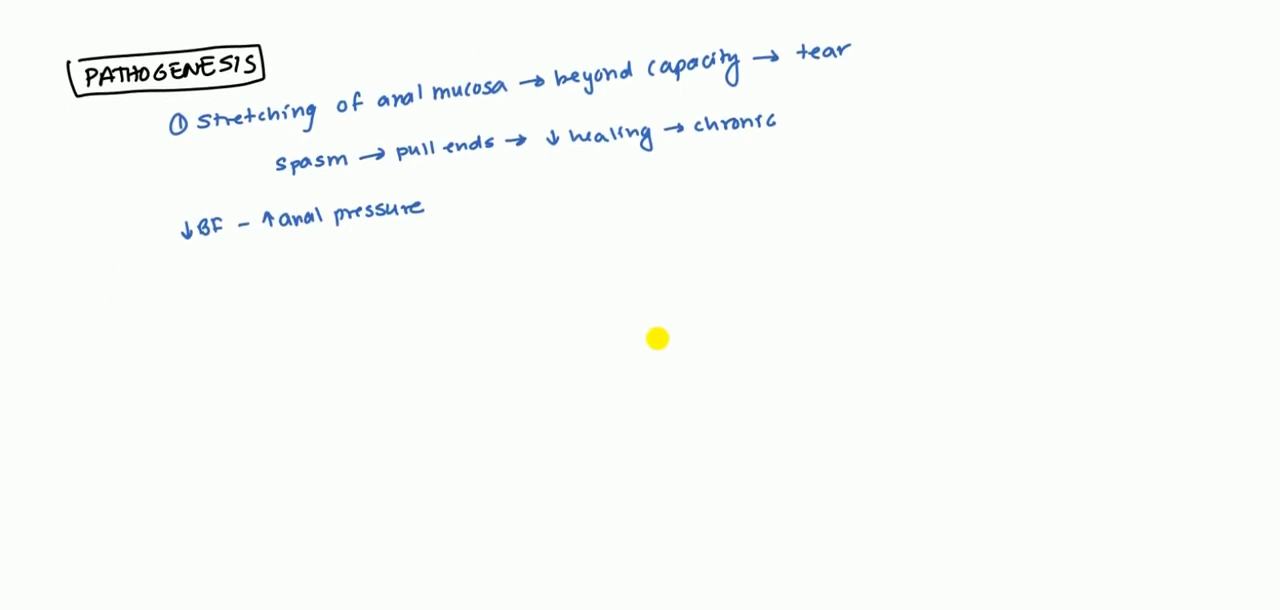 PATHOGENESIS
① stretching of anal mucosa → beyond capacity → tear
spasm → pull ends → ↓ healing → chronic
↓ BF - ↑ anal pressure